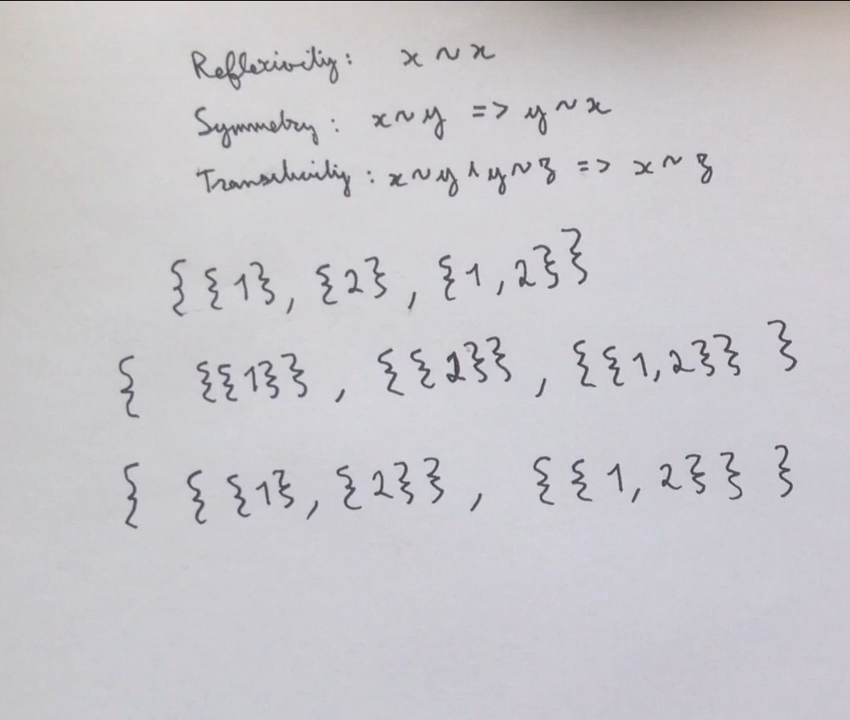 Reflexivity: x ~ x
Symmetry: x ~ y => y ~ x
Transitivity: x ~ y ∧ y ~ z => x ~ z
{ {1}, {2}, {1, 2}}
{ {{1}}, {{2}}, {{1, 2}} }
{ { {1}, {2}}, {{1, 2}} }